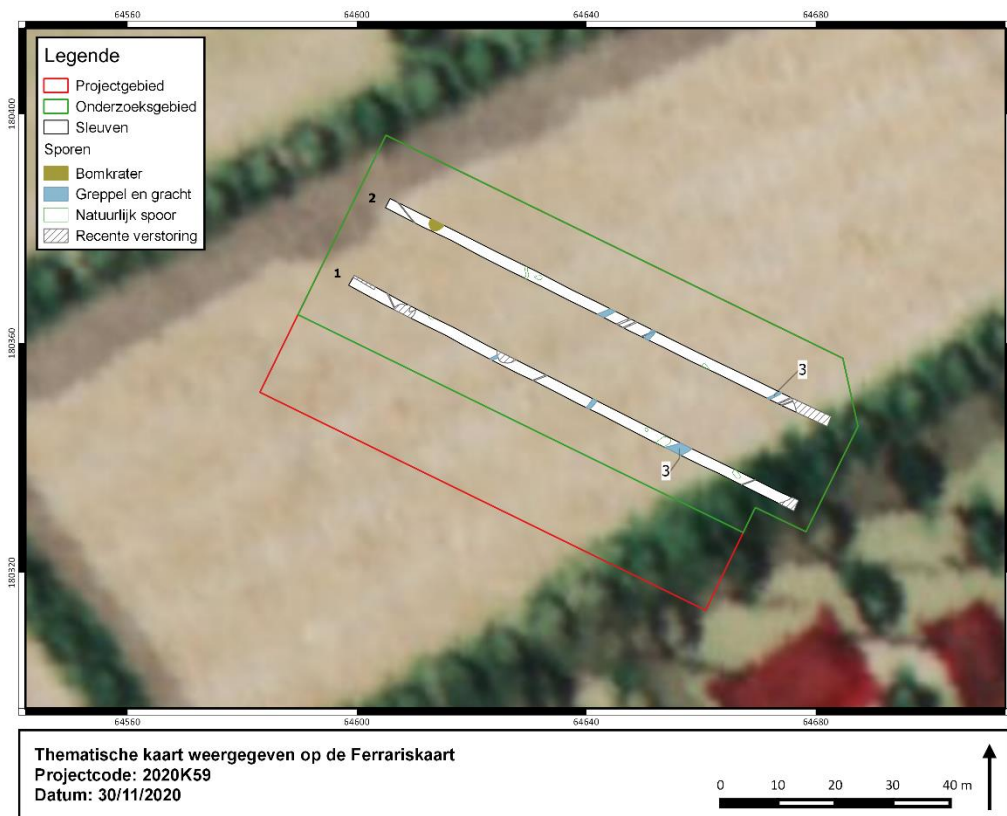 64560 64600 64640 64680
Legende
Projectgebied
Onderzoeksgebied
Sleuven
Sporen
Bomkrater
Greppel en gracht
Natuurlijk spoor
Recente verstoring
180400
180360
180320
2
1
3
3
64560 64600 64640 64680
Thematische kaart weergegeven op de Ferrariskaart
Projectcode: 2020K59
Datum: 30/11/2020
0 10 20 30 40 m